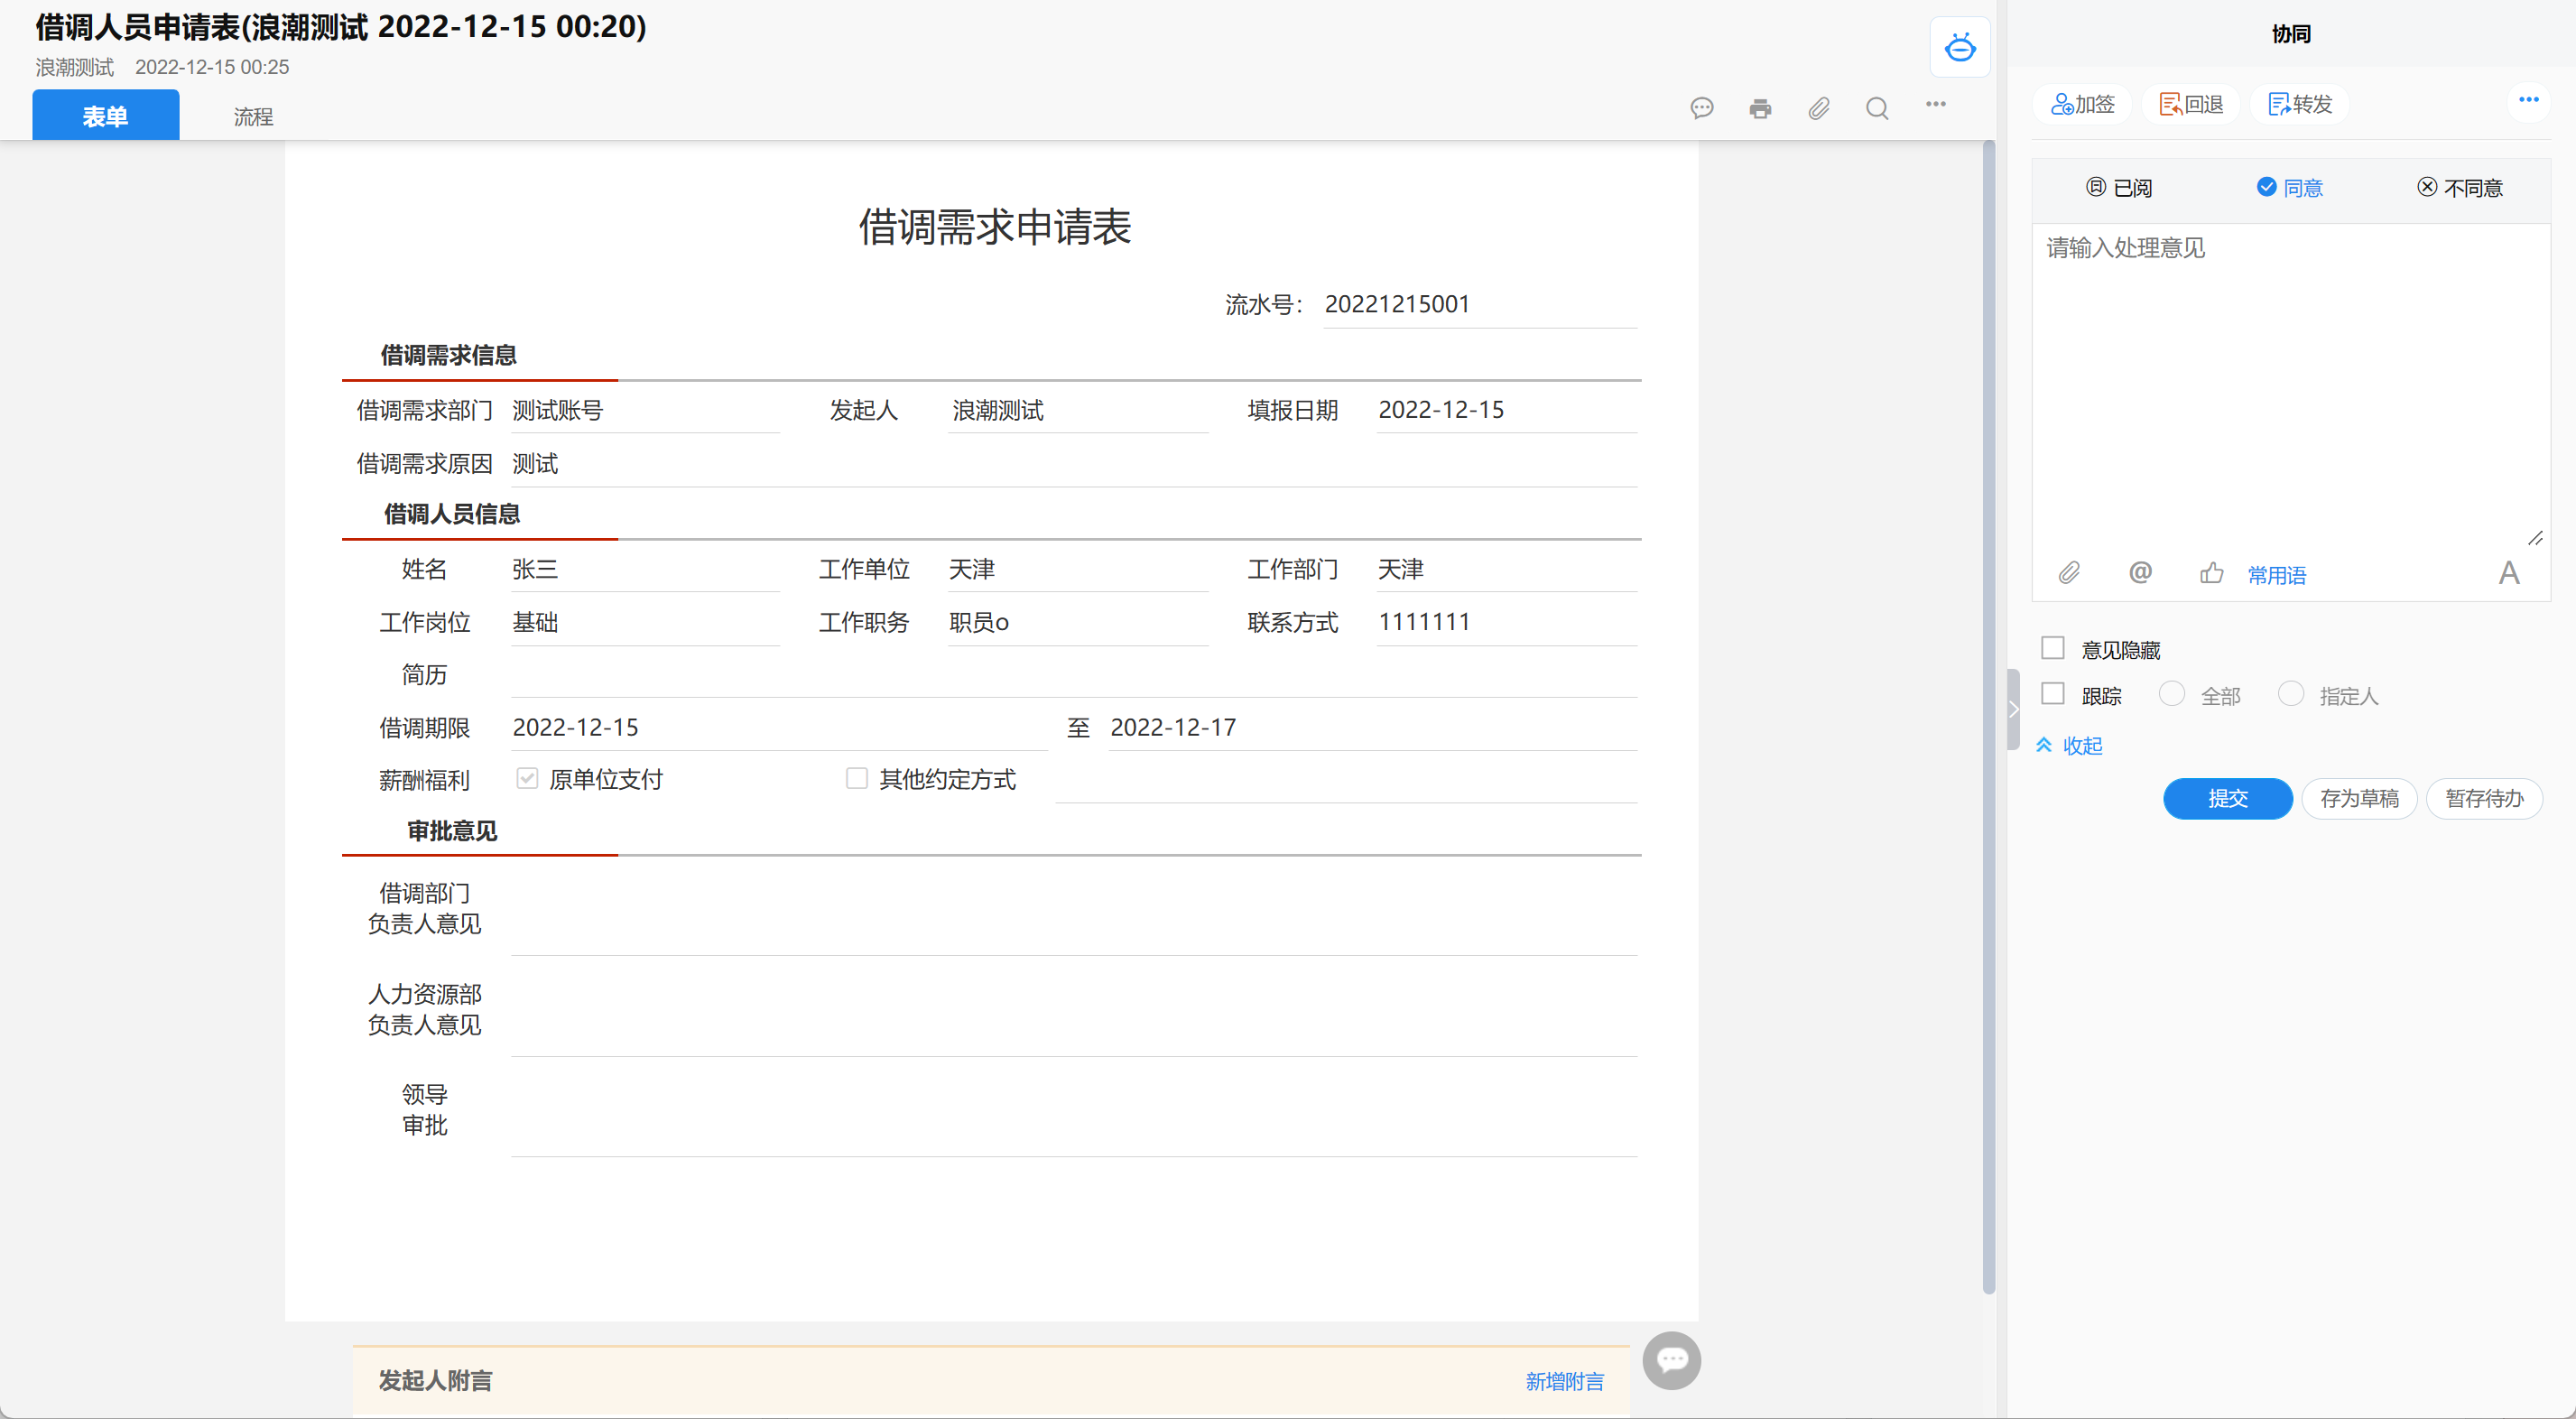 借调人员申请表(浪潮测试 2022-12-15 00:20)
浪潮测试 2022-12-15 00:25
表单 流程
借调需求申请表
流水号： 20221215001
借调需求信息
借调需求部门 测试账号 发起人 浪潮测试 填报日期 2022-12-15
借调需求原因 测试
借调人员信息
姓名 张三 工作单位 天津 工作部门 天津
工作岗位 基础 工作职务 职员o 联系方式 1111111
简历
借调期限 2022-12-15 至 2022-12-17
薪酬福利 原单位支付 其他约定方式
审批意见
借调部门
负责人意见
人力资源部
负责人意见
领导
审批
发起人附言 新增附言
协同
加签 回退 转发
已阅 同意 不同意
请输入处理意见
@ 常用语 A
意见隐藏
跟踪 全部 指定人
收起
提交 存为草稿 暂存待办